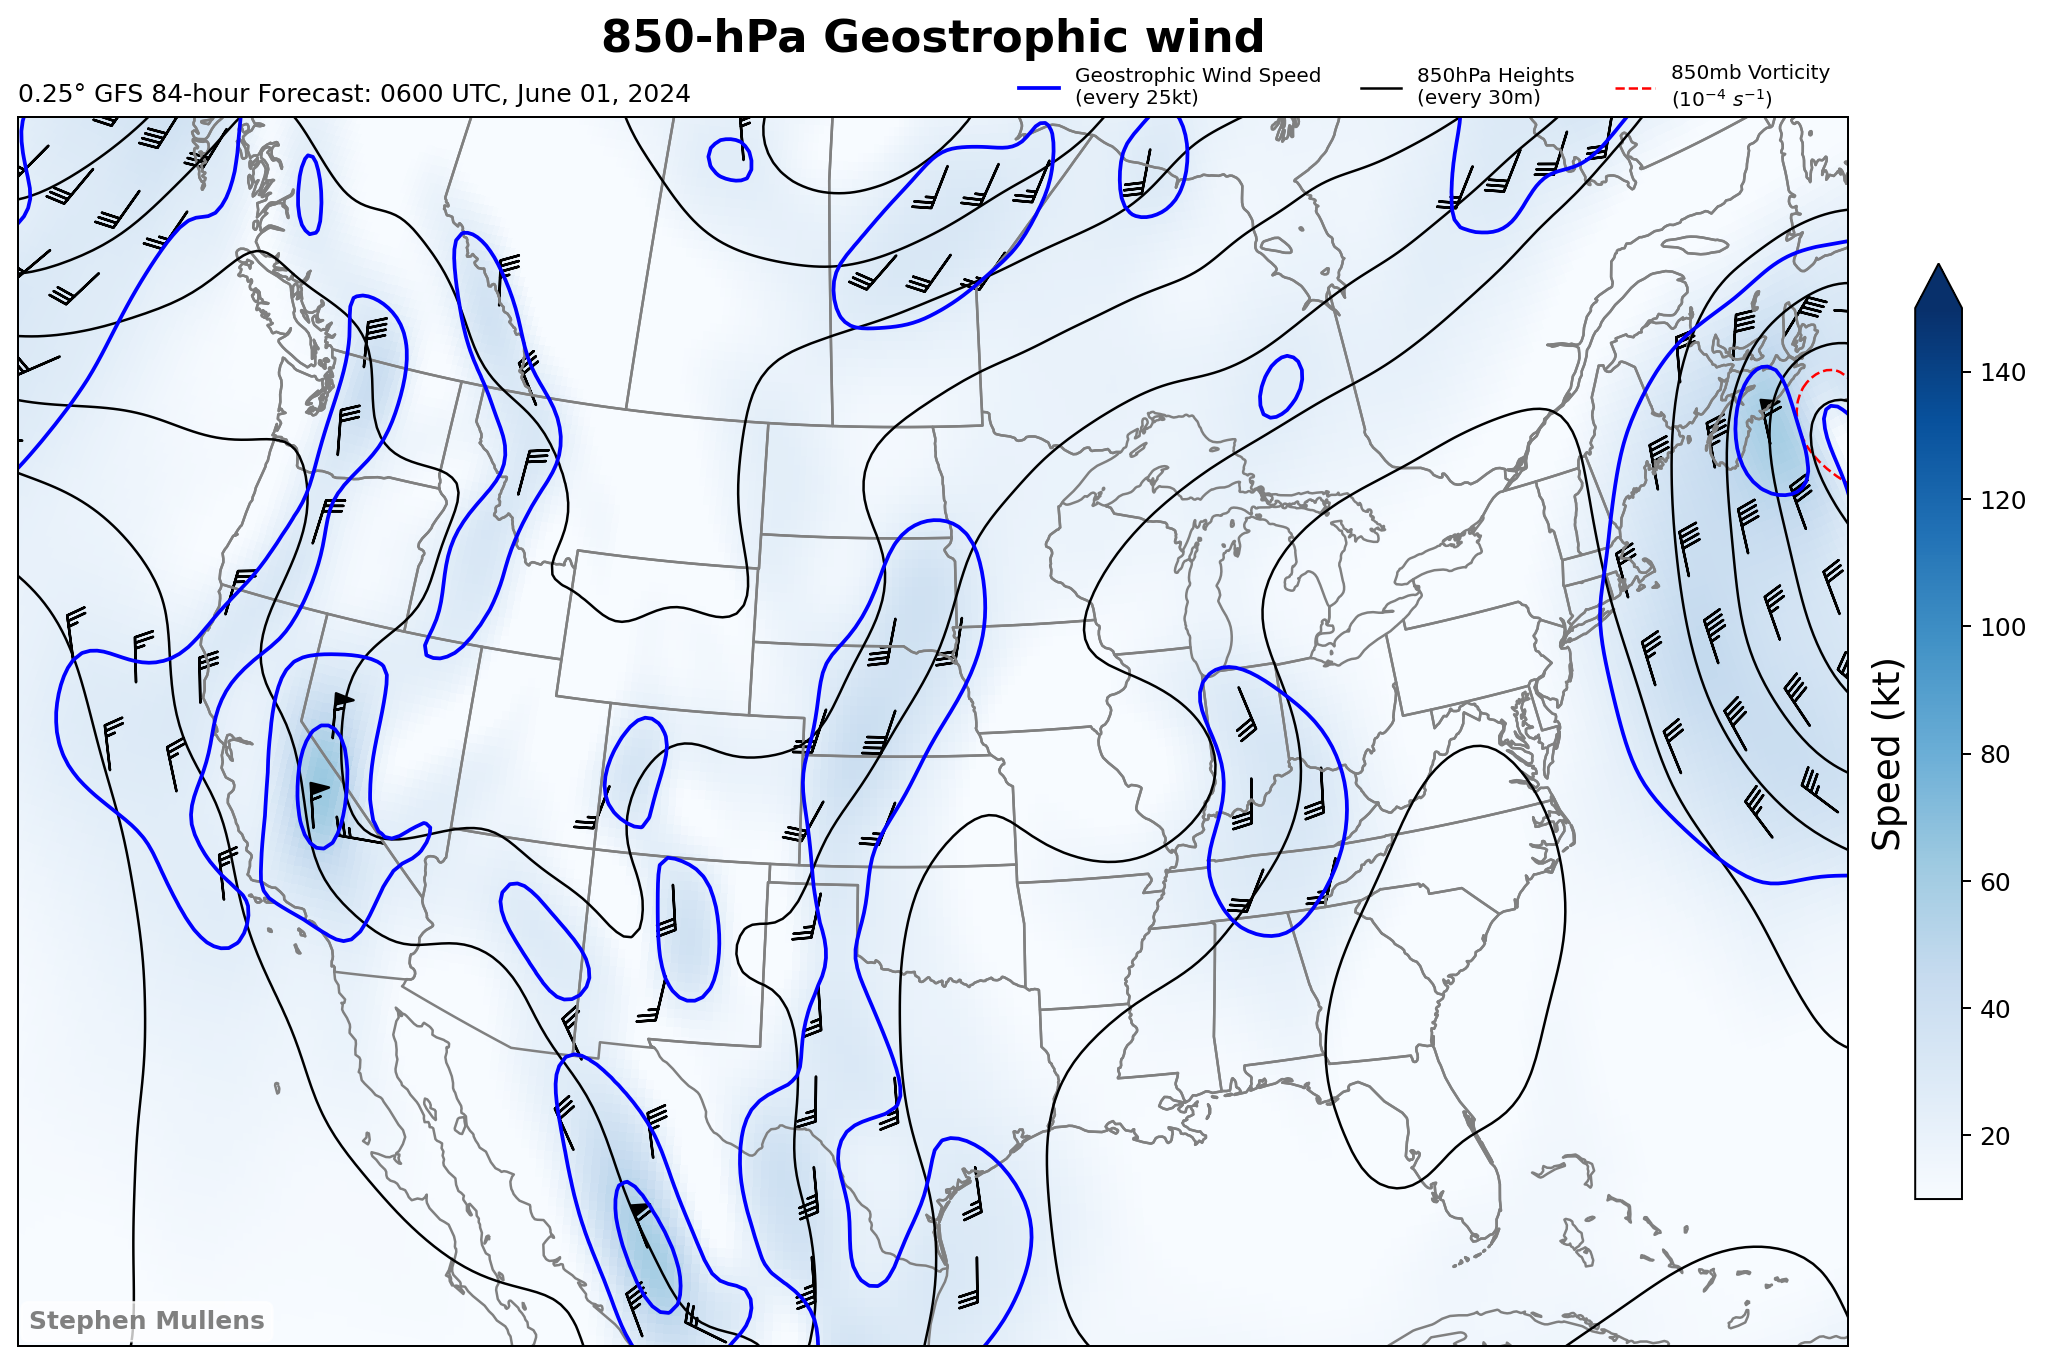 850-hPa Geostrophic wind
0.25° GFS 84-hour Forecast: 0600 UTC, June 01, 2024
Geostrophic Wind Speed
(every 25kt)
850hPa Heights
(every 30m)
850mb Vorticity
(10⁻⁴ s⁻¹)
140
120
100
80
60
40
20
Speed (kt)
Stephen Mullens